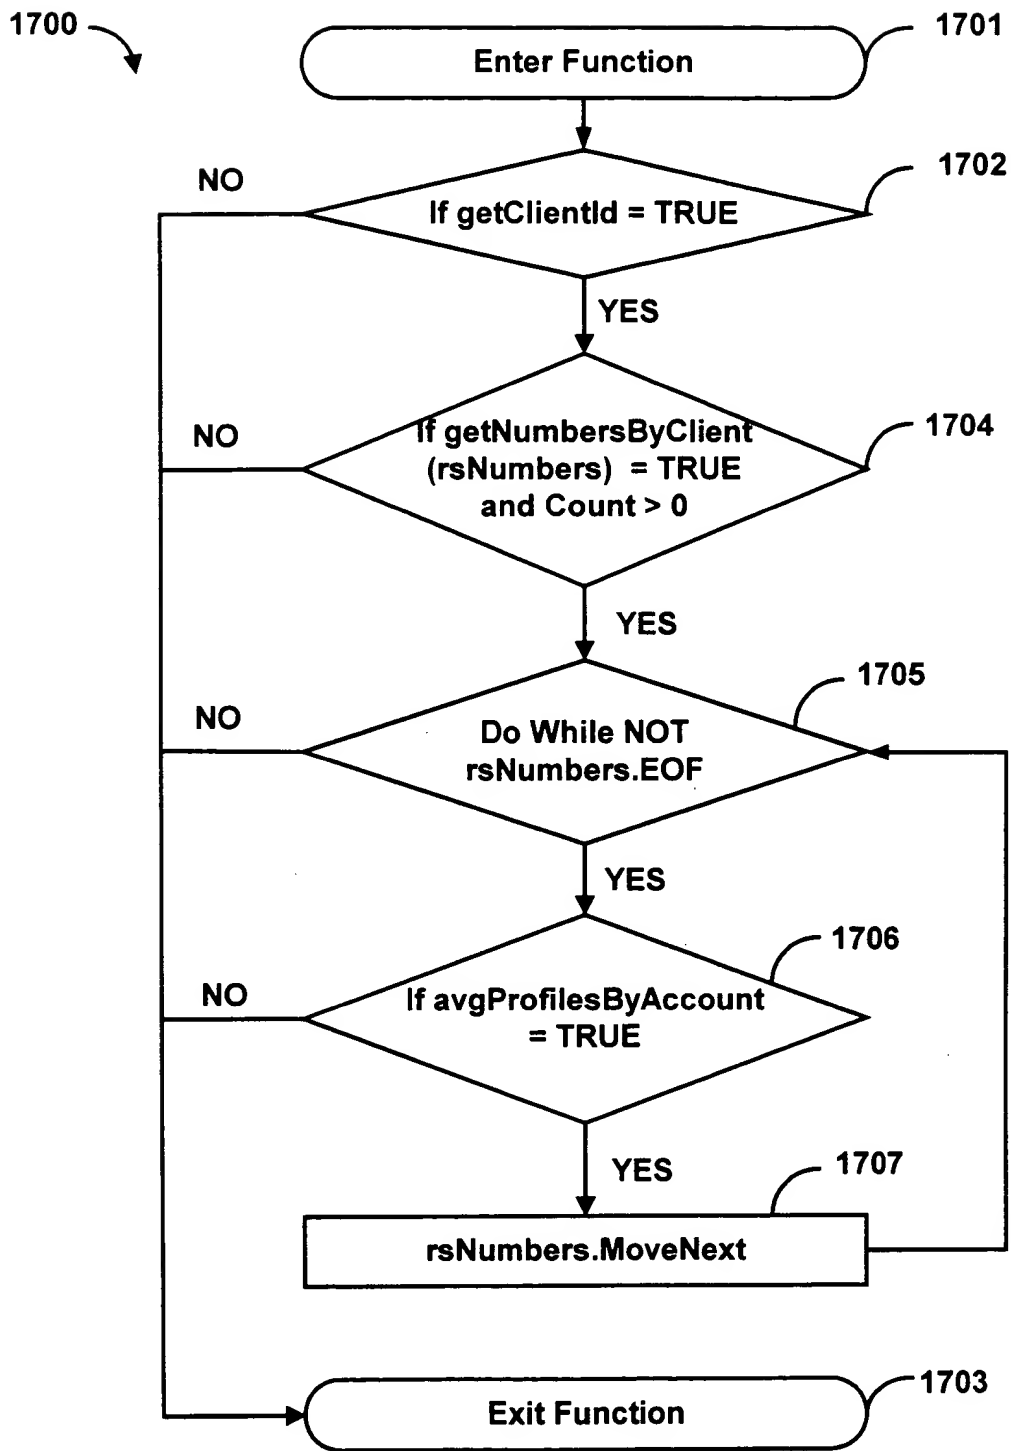 1700
1701
Enter Function
1702
NO
If getClientId = TRUE
YES
1704
NO
If getNumbersByClient
(rsNumbers) = TRUE
and Count > 0
YES
1705
NO
Do While NOT
rsNumbers.EOF
YES
1706
NO
If avgProfilesByAccount
= TRUE
YES
1707
rsNumbers.MoveNext
1703
Exit Function